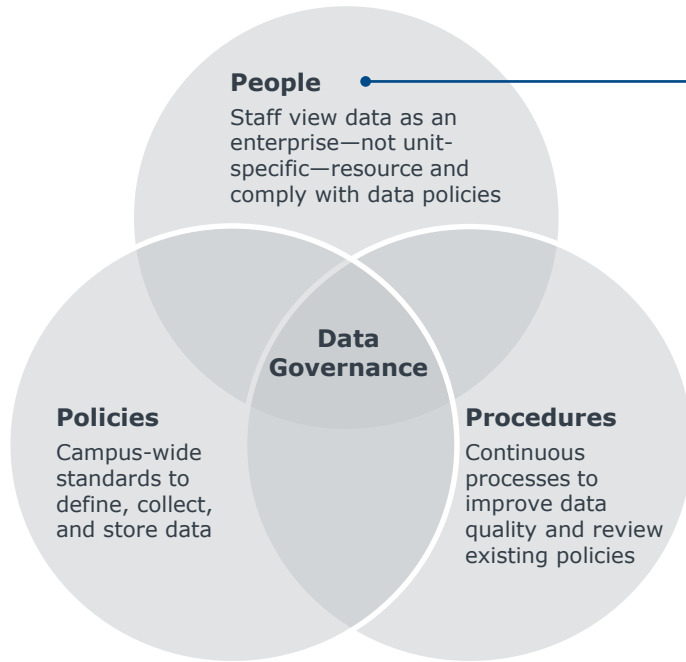 People
Staff view data as an
enterprise—not unit-
specific—resource and
comply with data policies
Data
Governance
Policies
Campus-wide
standards to
define, collect,
and store data
Procedures
Continuous
processes to
improve data
quality and review
existing policies